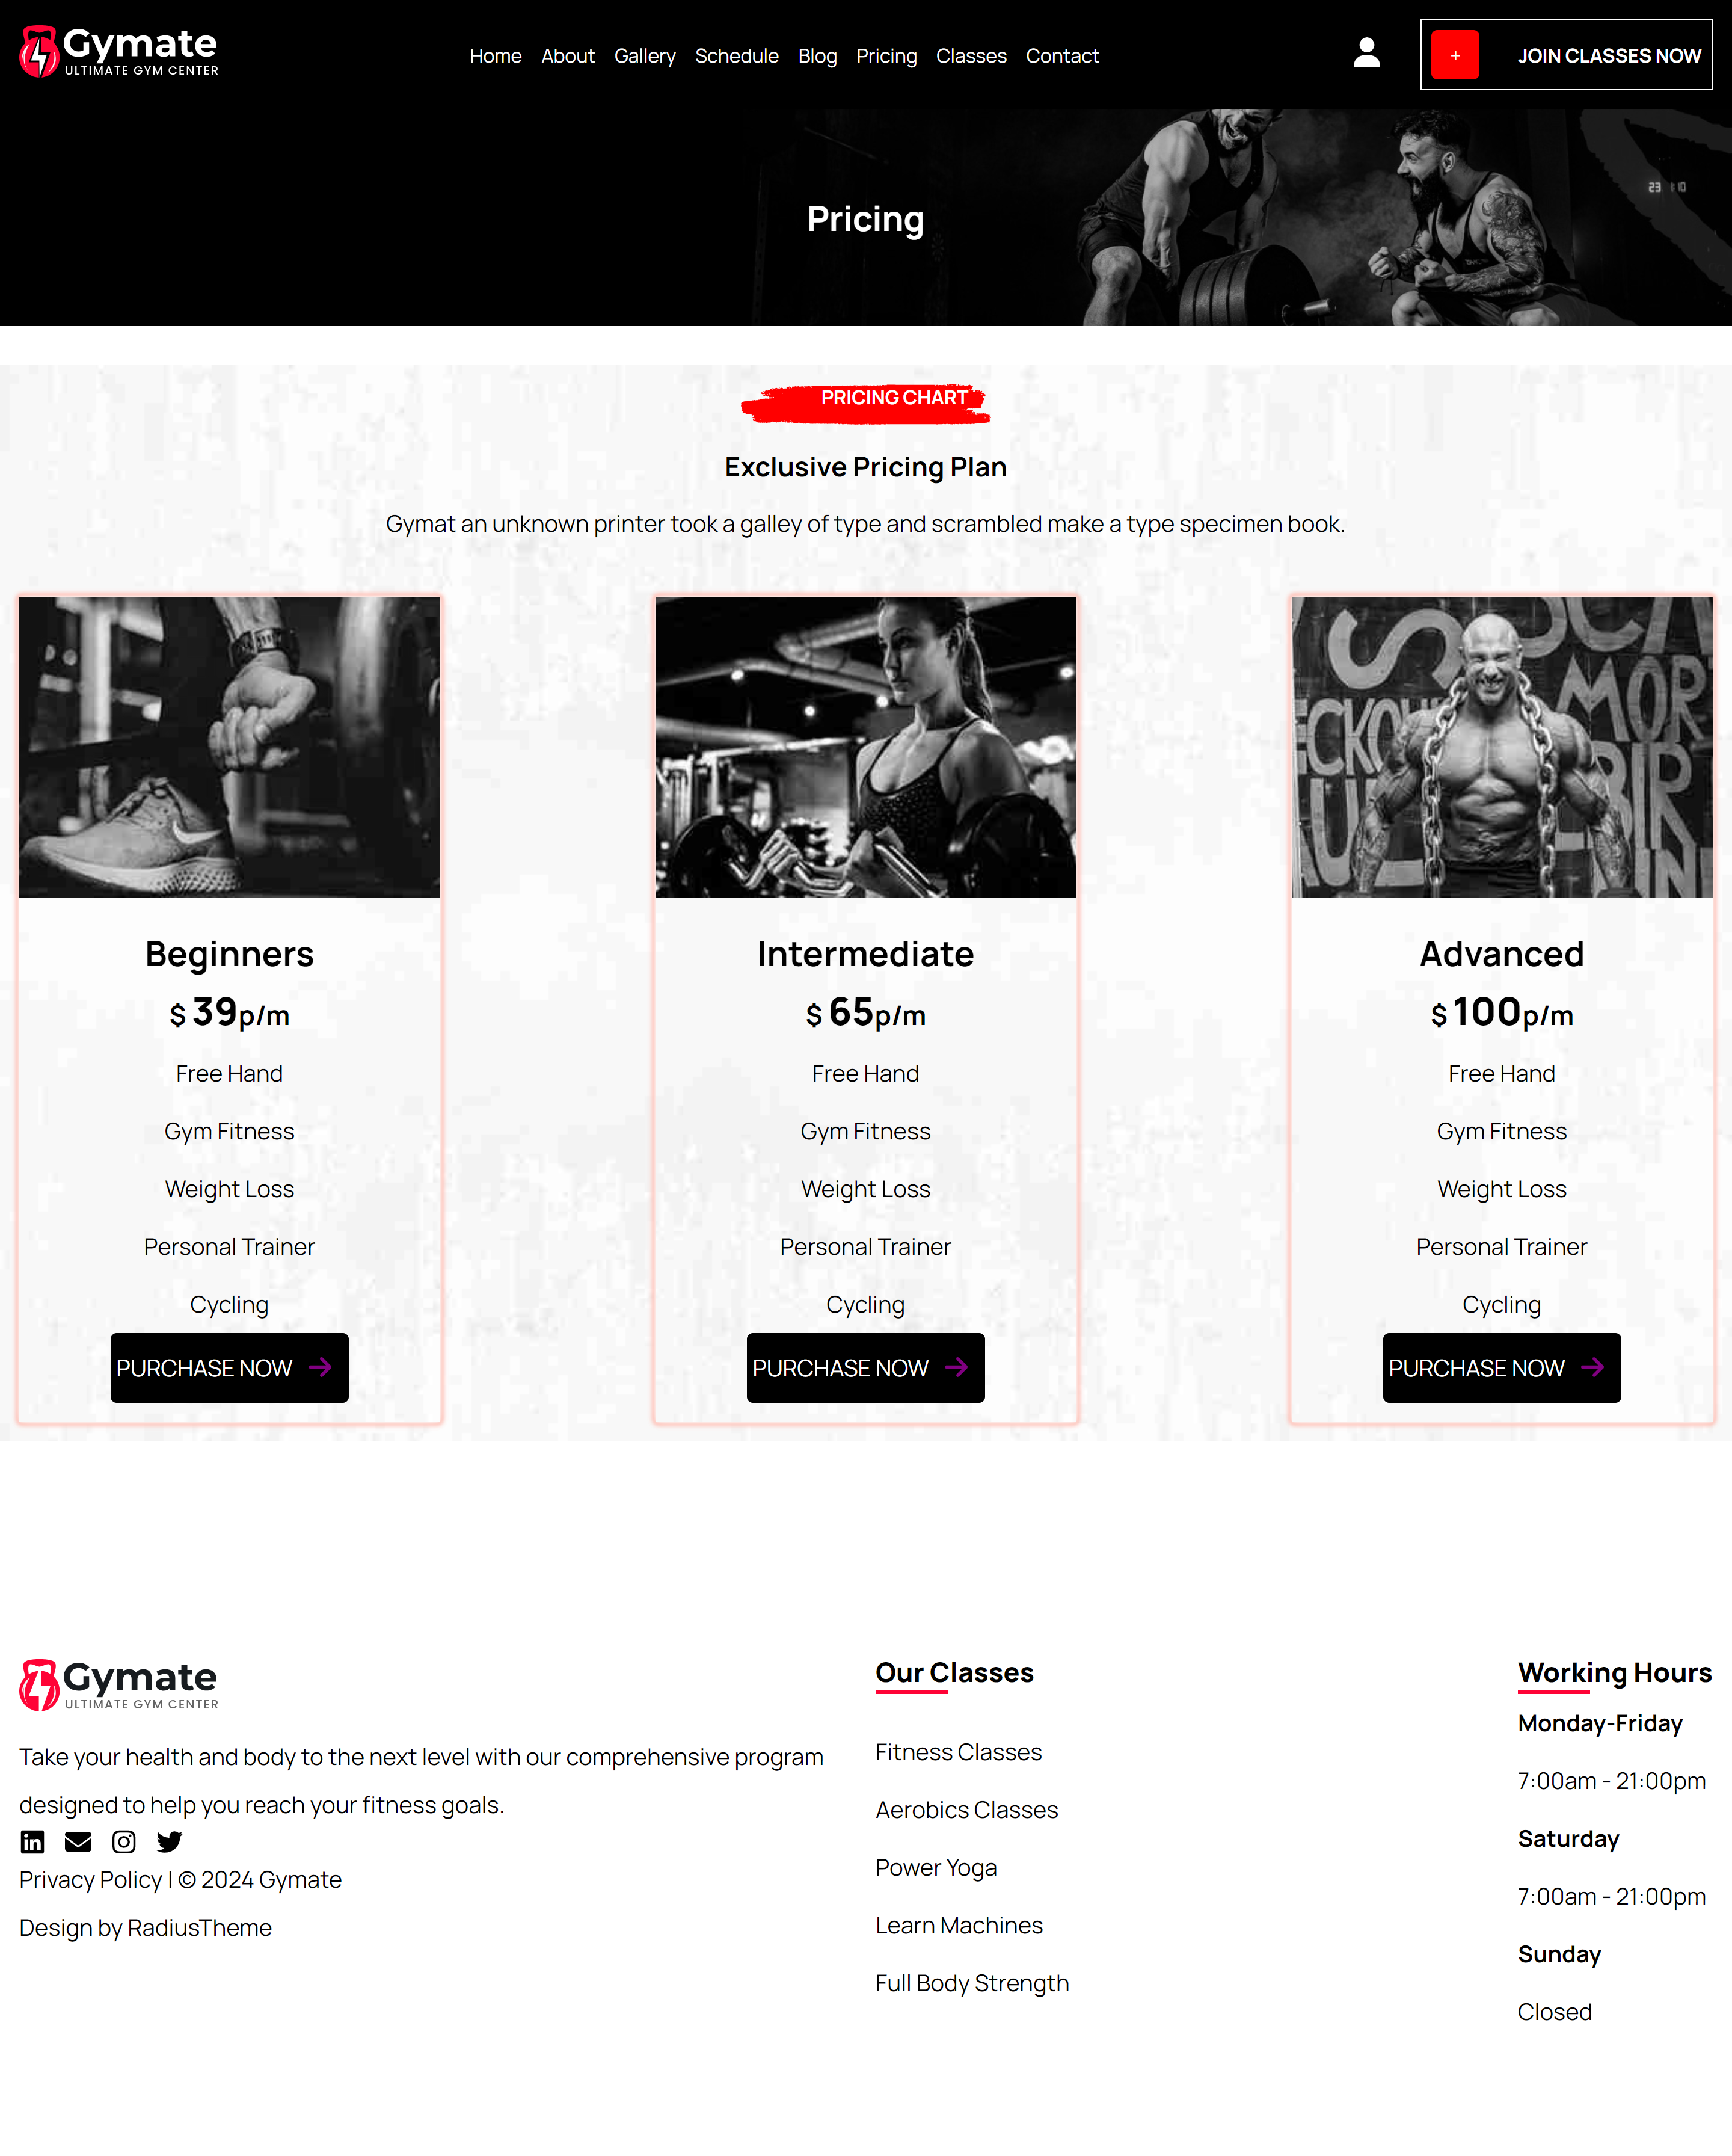 Gymate
ULTIMATE GYM CENTER
Home About Gallery Schedule Blog Pricing Classes Contact
+ JOIN CLASSES NOW
23 1:10
Pricing
PRICING CHART
Exclusive Pricing Plan
Gymat an unknown printer took a galley of type and scrambled make a type specimen book.
Beginners
$ 39p/m
Free Hand
Gym Fitness
Weight Loss
Personal Trainer
Cycling
PURCHASE NOW
Intermediate
$ 65p/m
Free Hand
Gym Fitness
Weight Loss
Personal Trainer
Cycling
PURCHASE NOW
MOR
BIR
Advanced
$ 100p/m
Free Hand
Gym Fitness
Weight Loss
Personal Trainer
Cycling
PURCHASE NOW
Gymate
ULTIMATE GYM CENTER
Take your health and body to the next level with our comprehensive program
designed to help you reach your fitness goals.
in
Privacy Policy | © 2024 Gymate
Design by RadiusTheme
Our Classes
Fitness Classes
Aerobics Classes
Power Yoga
Learn Machines
Full Body Strength
Working Hours
Monday-Friday
7:00am - 21:00pm
Saturday
7:00am - 21:00pm
Sunday
Closed